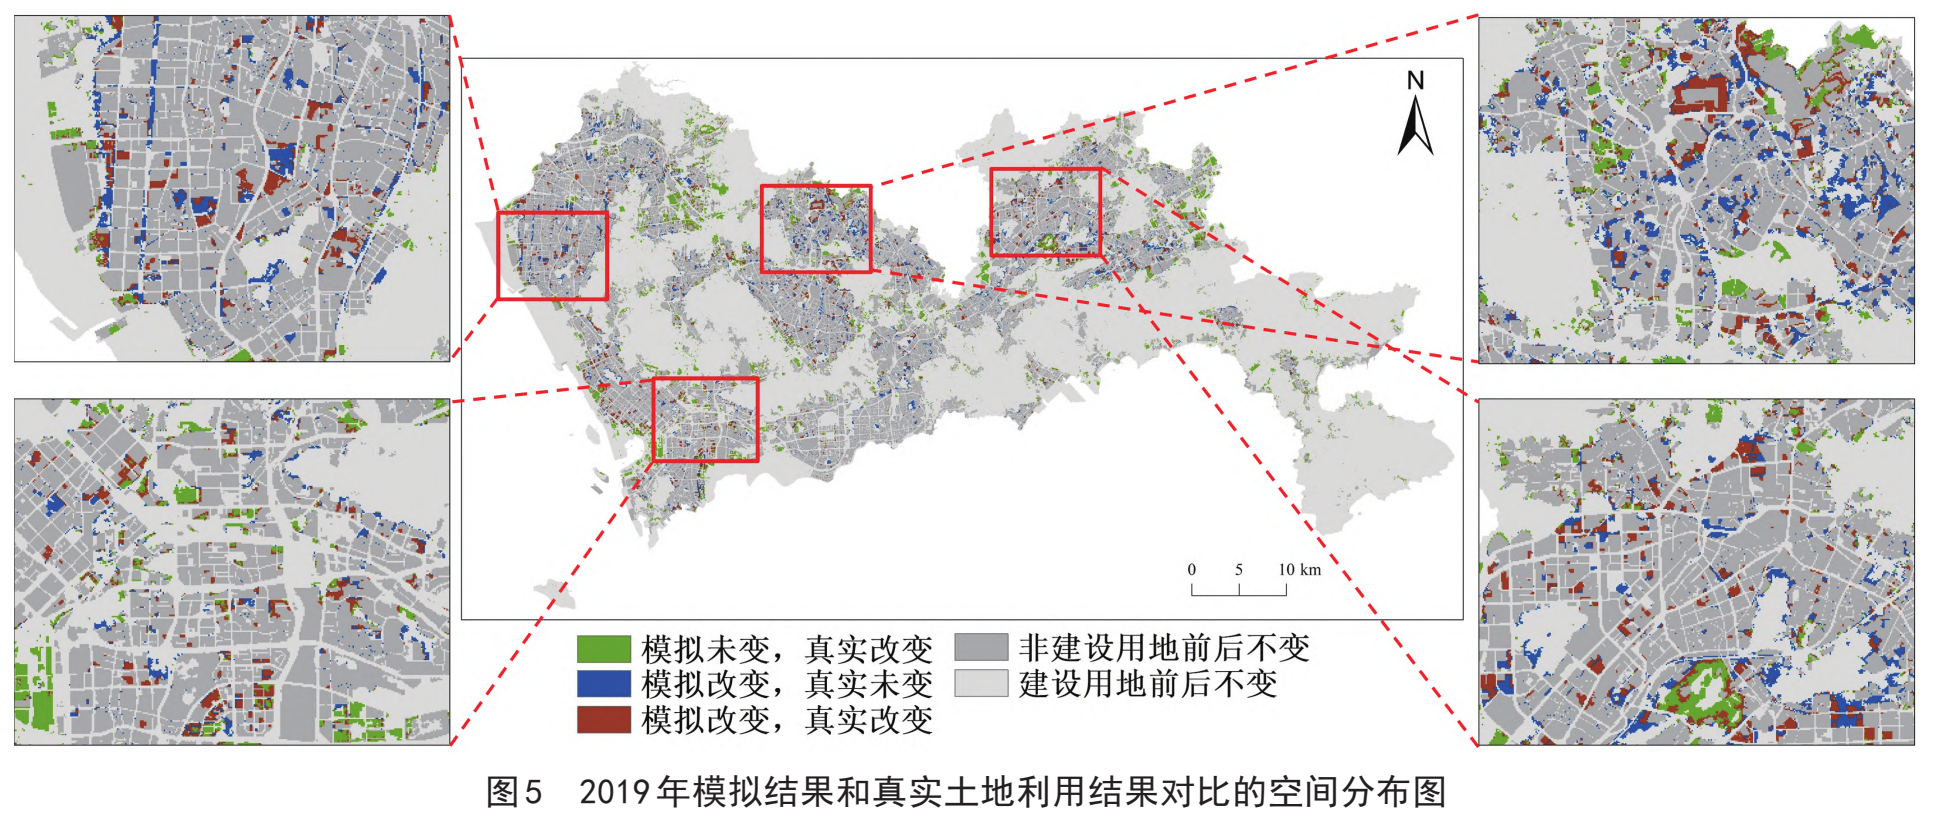 N
0 5 10 km
模拟未变，真实改变
模拟改变，真实未变
模拟改变，真实改变
非建设用地前后不变
建设用地前后不变
图5 2019年模拟结果和真实土地利用结果对比的空间分布图